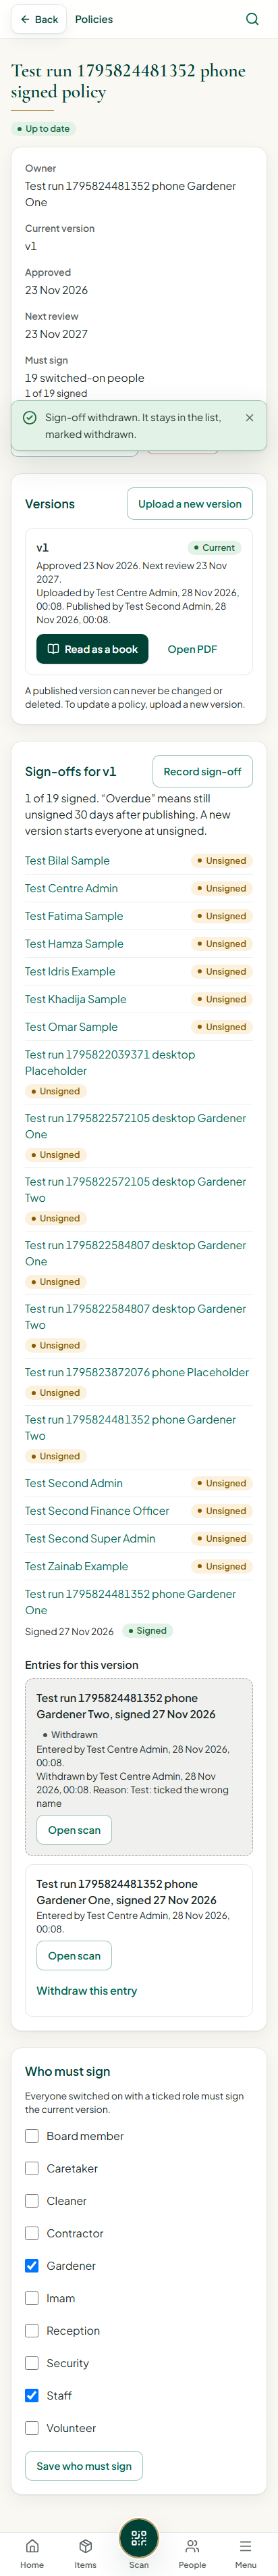 Back
Policies
Test run 1795824481352 phone
signed policy
Up to date
Owner
Test run 1795824481352 phone Gardener
One
Current version
v1
Approved
23 Nov 2026
Next review
23 Nov 2027
Must sign
19 switched-on people
1 of 19 signed
Sign-off withdrawn. It stays in the list,
marked withdrawn.
Versions
Upload a new version
v1
Current
Approved 23 Nov 2026. Next review 23 Nov
2027.
Uploaded by Test Centre Admin, 28 Nov 2026,
00:08. Published by Test Second Admin, 28
Nov 2026, 00:08.
Read as a book
Open PDF
A published version can never be changed or
deleted. To update a policy, upload a new version.
Sign-offs for v1
Record sign-off
1 of 19 signed. “Overdue” means still
unsigned 30 days after publishing. A new
version starts everyone at unsigned.
Test Bilal Sample
Unsigned
Test Centre Admin
Unsigned
Test Fatima Sample
Unsigned
Test Hamza Sample
Unsigned
Test Idris Example
Unsigned
Test Khadija Sample
Unsigned
Test Omar Sample
Unsigned
Test run 1795822039371 desktop
Placeholder
Unsigned
Test run 1795822572105 desktop Gardener
One
Unsigned
Test run 1795822572105 desktop Gardener
Two
Unsigned
Test run 1795822584807 desktop Gardener
One
Unsigned
Test run 1795822584807 desktop Gardener
Two
Unsigned
Test run 1795823872076 phone Placeholder
Unsigned
Test run 1795824481352 phone Gardener
Two
Unsigned
Test Second Admin
Unsigned
Test Second Finance Officer
Unsigned
Test Second Super Admin
Unsigned
Test Zainab Example
Unsigned
Test run 1795824481352 phone Gardener
One
Signed 27 Nov 2026
Signed
Entries for this version
Test run 1795824481352 phone
Gardener Two, signed 27 Nov 2026
Withdrawn
Entered by Test Centre Admin, 28 Nov 2026,
00:08.
Withdrawn by Test Centre Admin, 28 Nov
2026, 00:08. Reason: Test: ticked the wrong
name
Open scan
Test run 1795824481352 phone
Gardener One, signed 27 Nov 2026
Entered by Test Centre Admin, 28 Nov 2026,
00:08.
Open scan
Withdraw this entry
Who must sign
Everyone switched on with a ticked role must sign
the current version.
Board member
Caretaker
Cleaner
Contractor
Gardener
Imam
Reception
Security
Staff
Volunteer
Save who must sign
Home
Items
Scan
People
Menu